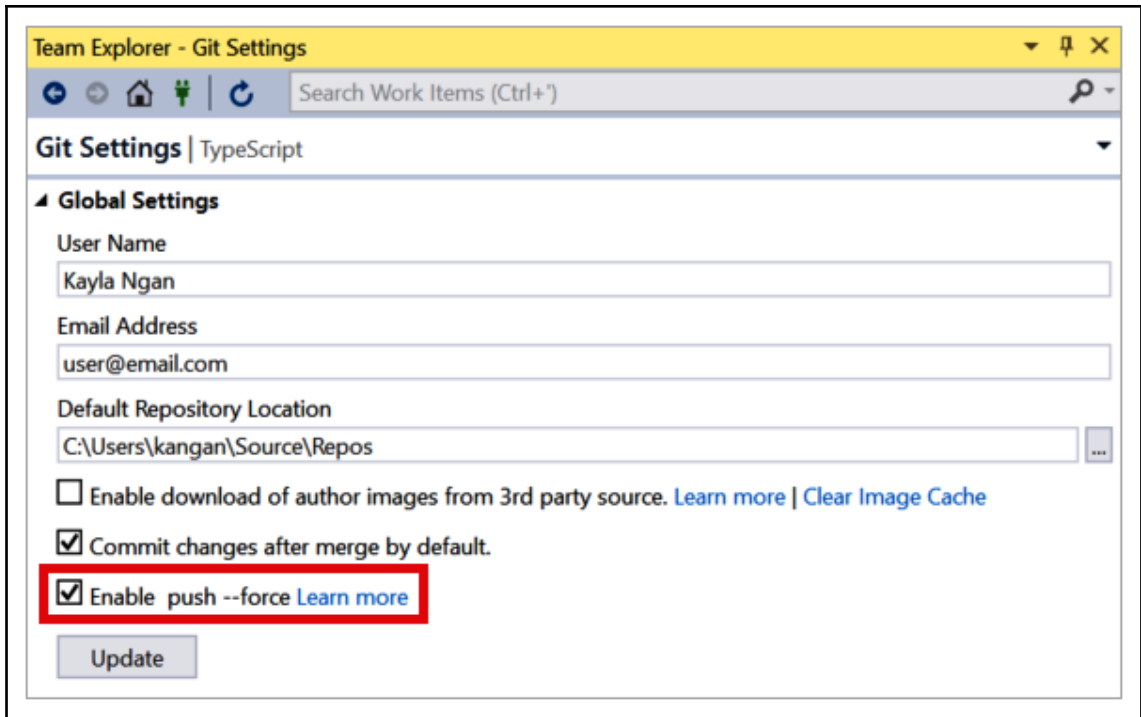 Team Explorer - Git Settings
Search Work Items (Ctrl+')
Git Settings | TypeScript
Global Settings
User Name
Kayla Ngan
Email Address
user@email.com
Default Repository Location
C:\Users\kangan\Source\Repos
...
Enable download of author images from 3rd party source. Learn more | Clear Image Cache
Commit changes after merge by default.
Enable push --force Learn more
Update